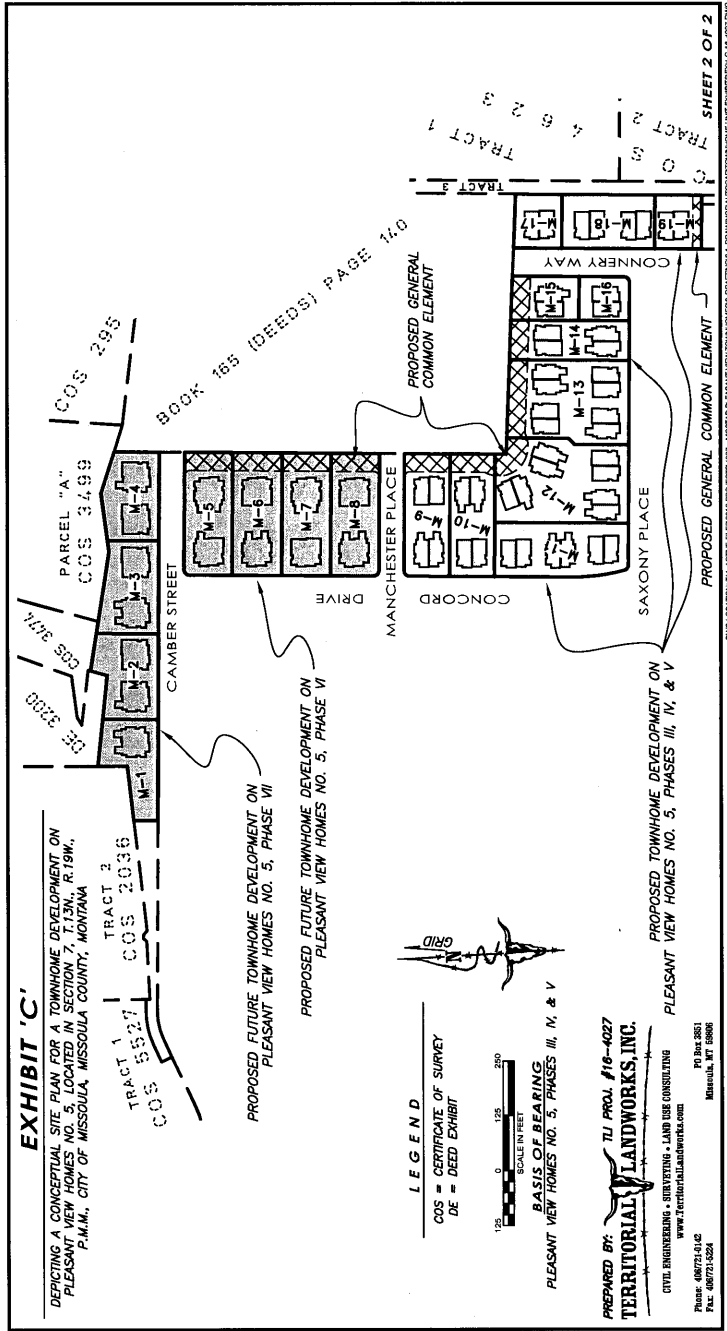 EXHIBIT 'C'
DEPICTING A CONCEPTUAL SITE PLAN FOR A TOWNHOME DEVELOPMENT ON
PLEASANT VIEW HOMES NO. 5, LOCATED IN SECTION 7, T.13N., R.19W.,
P.M.M., CITY OF MISSOULA, MISSOULA COUNTY, MONTANA
TRACT 1
COS 5527
TRACT 2
COS 2036
DE 3200
COS 3474
PARCEL "A"
COS 3499
COS 295
BOOK 165 (DEEDS) PAGE 140
M-1
M-2
M-3
M-4
CAMBER STREET
PROPOSED FUTURE TOWNHOME DEVELOPMENT ON
PLEASANT VIEW HOMES NO. 5, PHASE VII
M-5
M-6
M-7
M-8
PROPOSED FUTURE TOWNHOME DEVELOPMENT ON
PLEASANT VIEW HOMES NO. 5, PHASE VI
DRIVE
MANCHESTER PLACE
CONCORD
PROPOSED GENERAL
COMMON ELEMENT
M-9
M-10
M-12
M-13
M-14
M-15
M-16
SAXONY PLACE
CONNERY WAY
M-17
M-18
M-19
TRACT 3
TRACT 1
4623
TRACT 2
COS
PROPOSED GENERAL COMMON ELEMENT
PROPOSED TOWNHOME DEVELOPMENT ON
PLEASANT VIEW HOMES NO. 5, PHASES III, IV, & V
LEGEND
COS = CERTIFICATE OF SURVEY
DE = DEED EXHIBIT
GRID
N
125 0 125 250
SCALE IN FEET
BASIS OF BEARING
PLEASANT VIEW HOMES NO. 5, PHASES III, IV, & V
PREPARED BY: TLI PROJ. #16-4027
TERRITORIAL LANDWORKS, INC.
CIVIL ENGINEERING • SURVEYING • LAND USE CONSULTING
www.TerritorialLandworks.com
Phone: 406/721-0142
Fax: 406/721-5224
PO Box 3851
Missoula, MT 59806
SHEET 2 OF 2